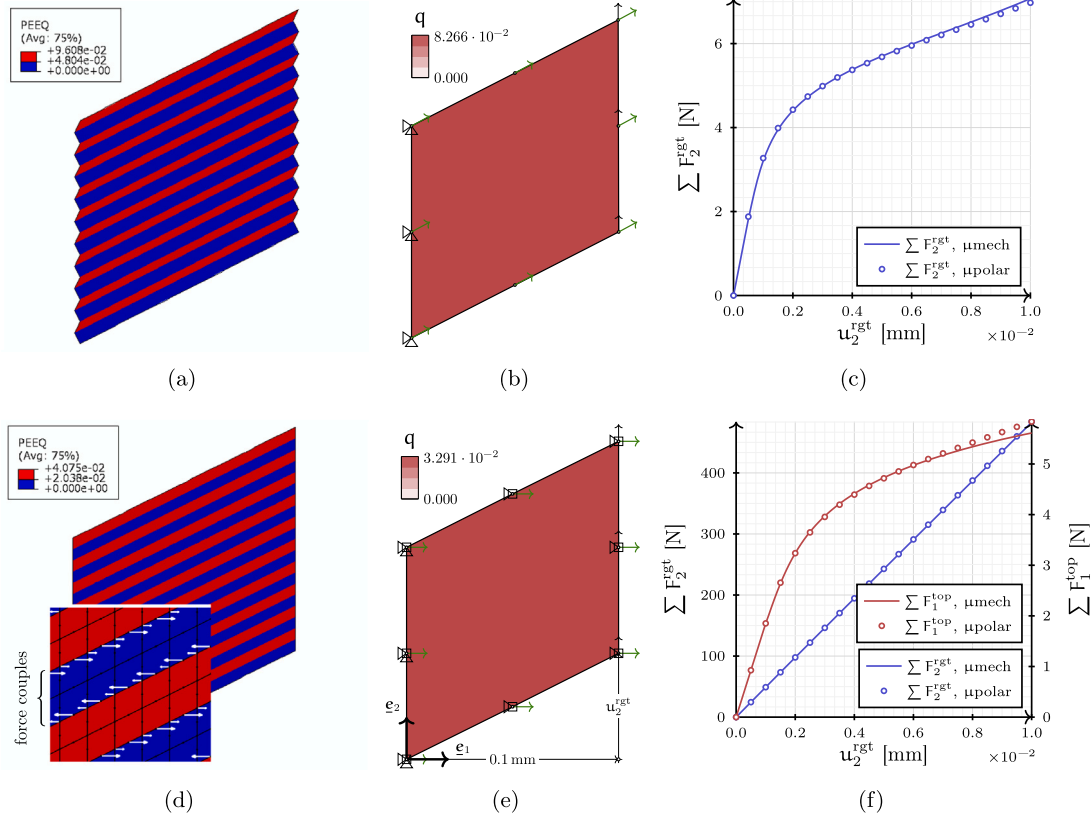 PEEQ
(Avg: 75%)
+9.608e-02
+4.804e-02
+0.000e+00
(a)
q
8.266 · 10⁻²
0.000
(b)
∑ F₂^rgt [N]
6
4
2
0
0.0 0.2 0.4 0.6 0.8 1.0
u₂^rgt [mm]
×10⁻²
∑ F₂^rgt, µmech
∑ F₂^rgt, µpolar
(c)
PEEQ
(Avg: 75%)
+4.075e-02
+2.038e-02
+0.000e+00
force couples
(d)
q
3.291 · 10⁻²
0.000
e₂
e₁
0.1 mm
u₂^rgt
(e)
∑ F₂^rgt [N]
400
300
200
100
0
∑ F₁^top [N]
5
4
3
2
1
0
∑ F₁^top, µmech
∑ F₁^top, µpolar
∑ F₂^rgt, µmech
∑ F₂^rgt, µpolar
0.0 0.2 0.4 0.6 0.8 1.0
u₂^rgt [mm]
×10⁻²
(f)